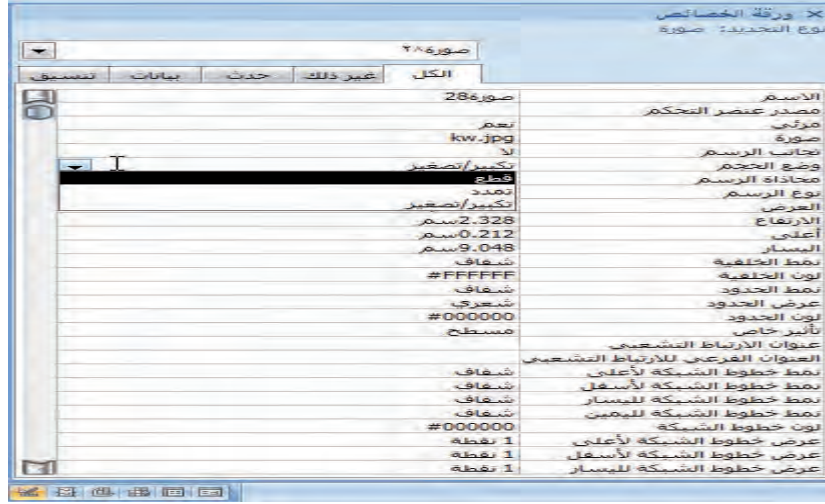 ورقة الخصائص
نوع التحديد: صورة
صورة٢٨
الكل غير ذلك حدث بيانات تنسيق
الاسم صورة28
مصدر عنصر التحكم
مرئي نعم
صورة kw.jpg
تجانب الرسم لا
وضع الحجم تكبير/تصغير
محاذاة الرسم قطع
نوع الرسم تمدد
العرض تكبير/تصغير
الارتفاع 2.328سم
أعلى 0.212سم
اليسار 9.048سم
نمط الخلفية شفاف
لون الخلفية #FFFFFF
نمط الحدود شفاف
عرض الحدود شعري
لون الحدود #000000
تأثير خاص مسطح
عنوان الارتباط التشعبي
العنوان الفرعي للارتباط التشعبي
نمط خطوط الشبكة لأعلى شفاف
نمط خطوط الشبكة لأسفل شفاف
نمط خطوط الشبكة لليسار شفاف
نمط خطوط الشبكة لليمين شفاف
لون خطوط الشبكة #000000
عرض خطوط الشبكة لأعلى 1 نقطة
عرض خطوط الشبكة لأسفل 1 نقطة
عرض خطوط الشبكة لليسار 1 نقطة